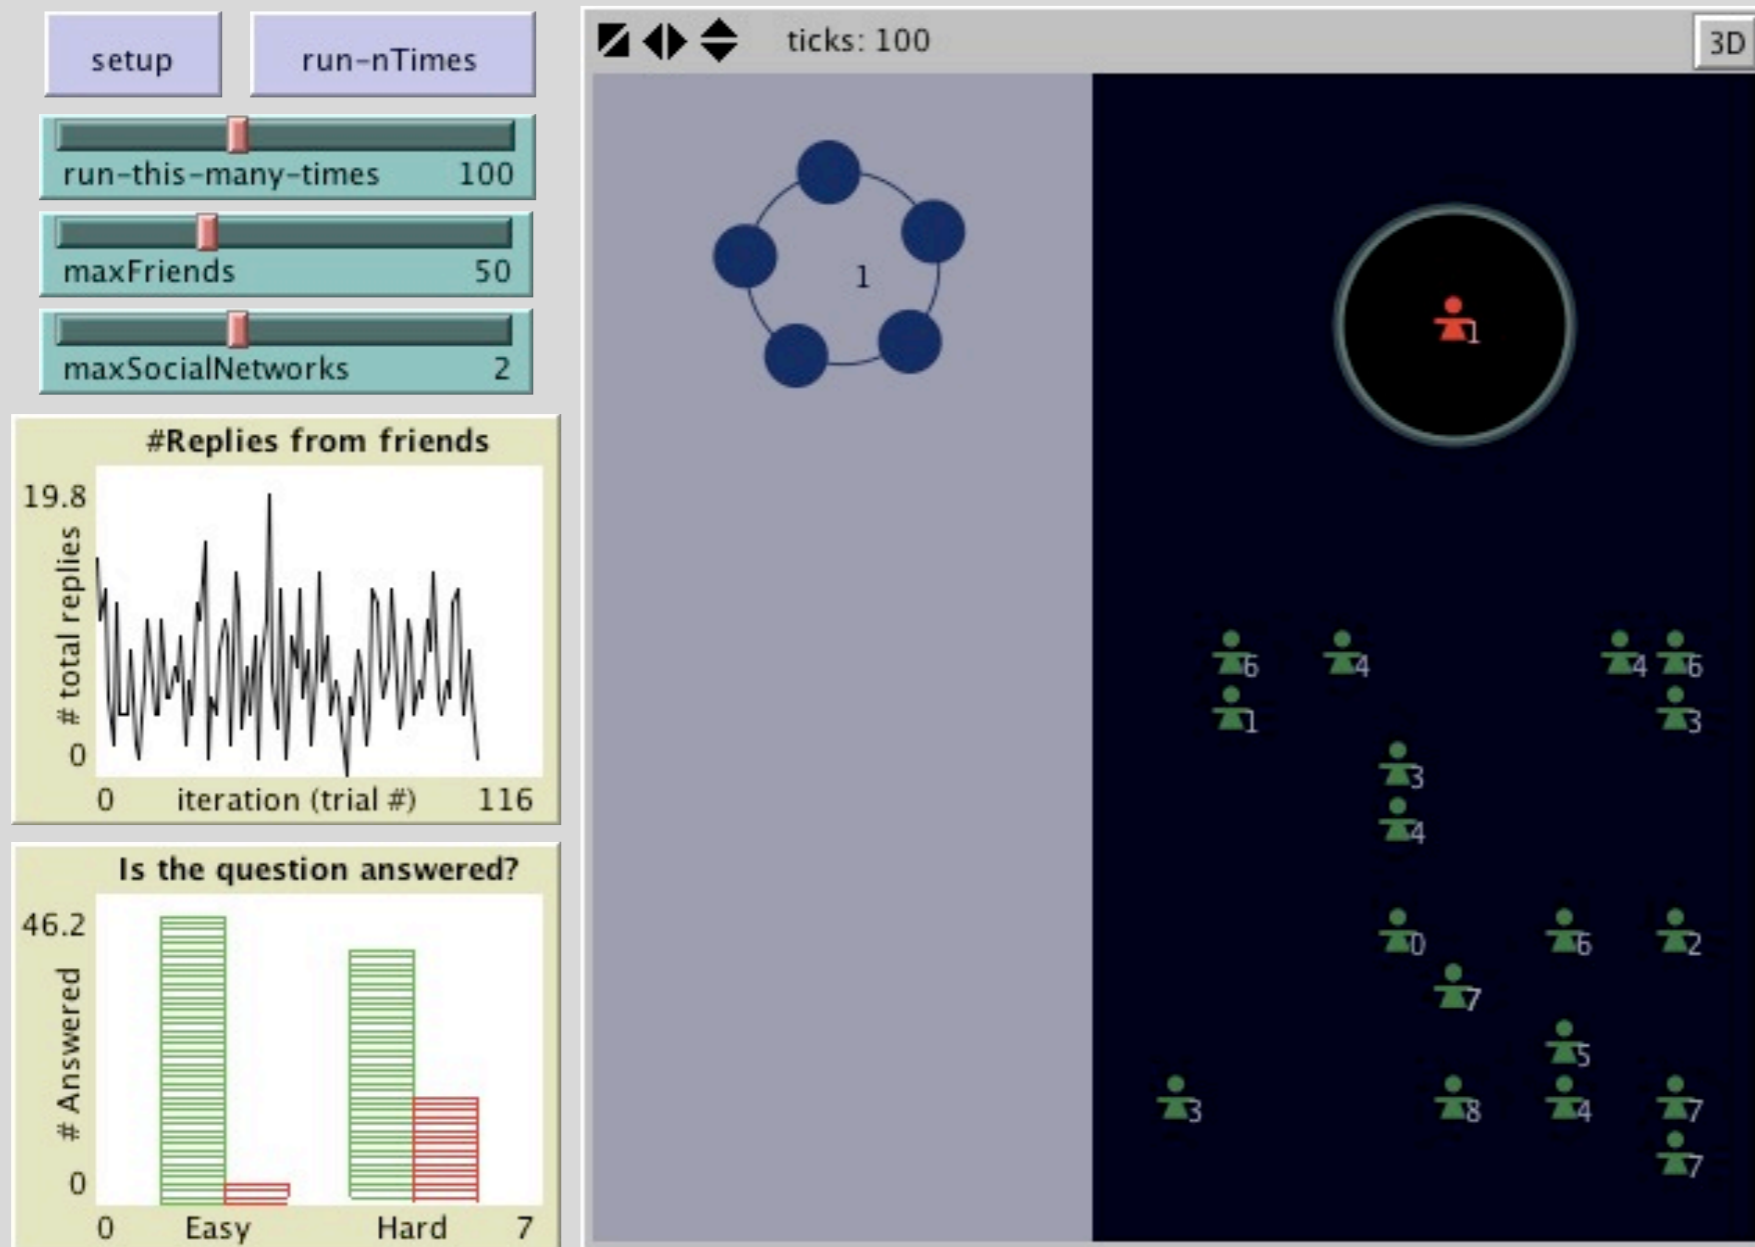 setup
run-nTimes
run-this-many-times 100
maxFriends 50
maxSocialNetworks 2
#Replies from friends
19.8
# total replies
0
0 iteration (trial #) 116
Is the question answered?
46.2
# Answered
0
0 Easy Hard 7
ticks: 100
3D
1
1
6 4 4 6
1 3
3
4
0 6 2
7
5
3 8 4 7
7